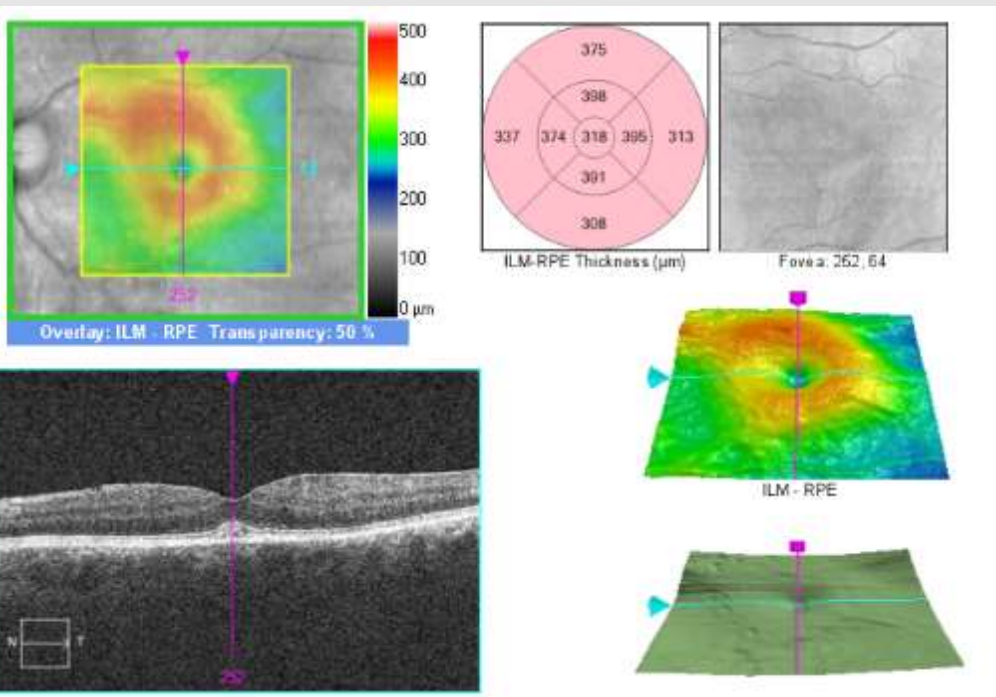 500
400
300
200
100
0 µm
252
Overlay: ILM - RPE Transparency: 50 %
375
398
337 374 318 395 313
391
308
ILM-RPE Thickness (µm)
Fovea: 252, 64
ILM - RPE
N T
252